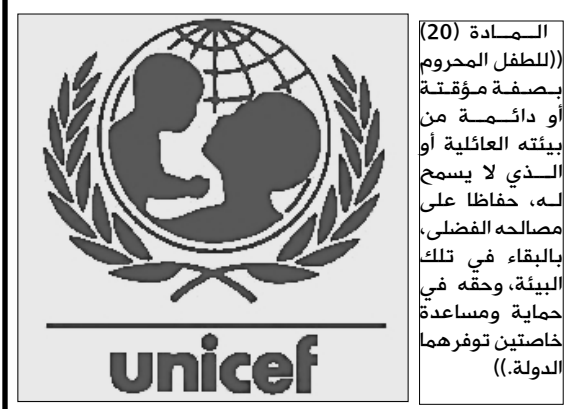 المادة (20)
((للطفل المحروم
بصفة مؤقتة
أو دائمة من
بيئته العائلية أو
الذي لا يسمح
له، حفاظا على
مصالحه الفضلى،
بالبقاء في تلك
البيئة، وحقه في
حماية ومساعدة
خاصتين توفرهما
الدولة.))
unicef